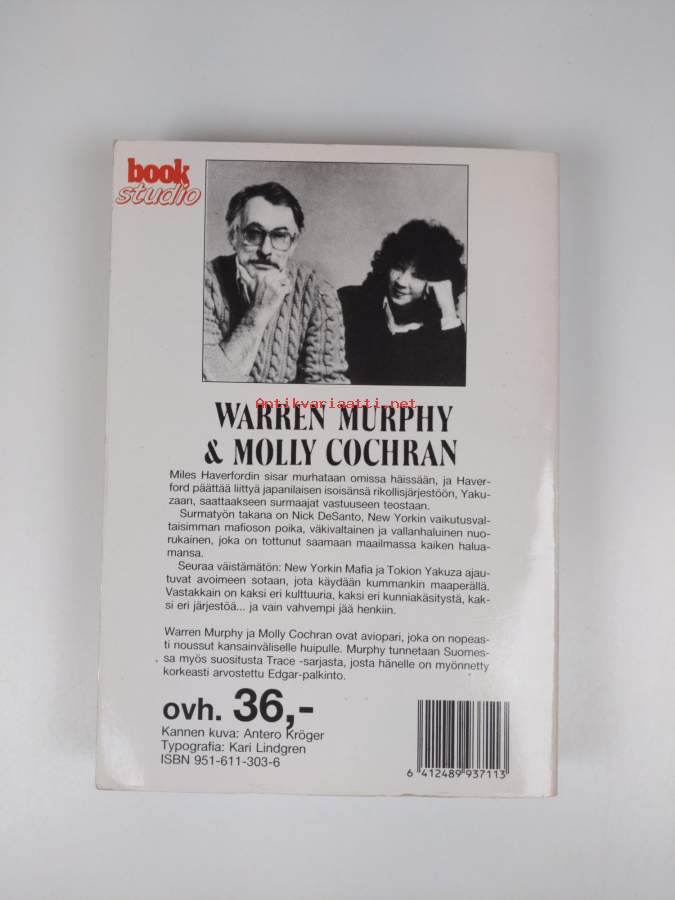 book
studio
Antikvariaatti.net
WARREN MURPHY
& MOLLY COCHRAN
Miles Haverfordin sisar murhataan omissa häissään, ja Haver-
ford päättää liittyä japanilaisen isoisänsä rikollisjärjestöön, Yaku-
zaan, saattaakseen surmaajat vastuuseen teostaan.
Surmatyön takana on Nick DeSanto, New Yorkin vaikutusval-
taisimman mafioson poika, väkivaltainen ja vallanhaluinen nuo-
rukainen, joka on tottunut saamaan maailmassa kaiken halua-
mansa.
Seuraa väistämätön: New Yorkin Mafia ja Tokion Yakuza ajau-
tuvat avoimeen sotaan, jota käydään kummankin maaperällä.
Vastakkain on kaksi eri kulttuuria, kaksi eri kunniakäsitystä, kak-
si eri järjestöä... ja vain vahvempi jää henkiin.
Warren Murphy ja Molly Cochran ovat aviopari, joka on nopeas-
ti noussut kansainväliselle huipulle. Murphy tunnetaan Suomes-
sa myös suositusta Trace -sarjasta, josta hänelle on myönnetty
korkeasti arvostettu Edgar-palkinto.
ovh. 36,-
Kannen kuva: Antero Kröger
Typografia: Kari Lindgren
ISBN 951-611-303-6
6 412489 937113